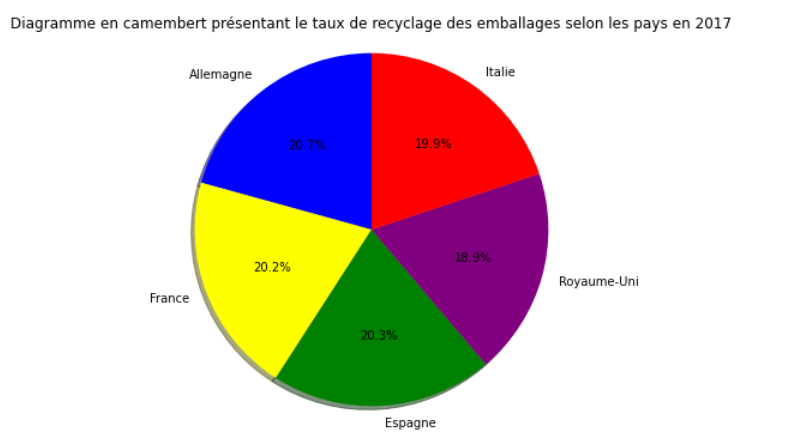 Diagramme en camembert présentant le taux de recyclage des emballages selon les pays en 2017
Allemagne
Italie
20.7%
19.9%
18.9%
20.2%
Royaume-Uni
France
20.3%
Espagne